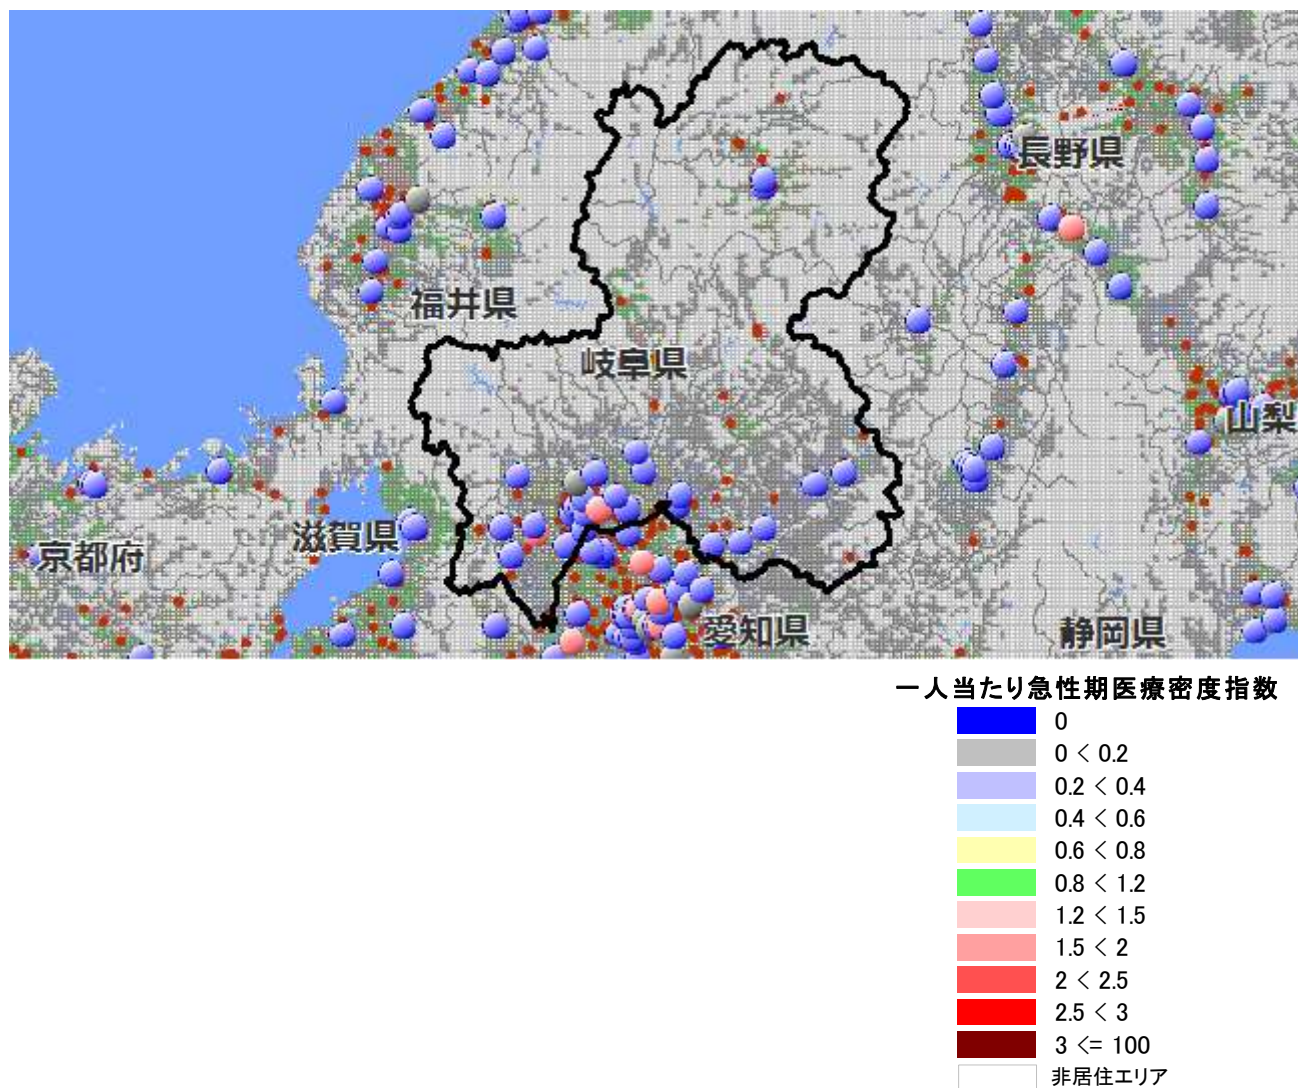 長野県
福井県
岐阜県
山梨
滋賀県
京都府
愛知県
静岡県
一人当たり急性期医療密度指数
0
0 < 0.2
0.2 < 0.4
0.4 < 0.6
0.6 < 0.8
0.8 < 1.2
1.2 < 1.5
1.5 < 2
2 < 2.5
2.5 < 3
3 <= 100
非居住エリア